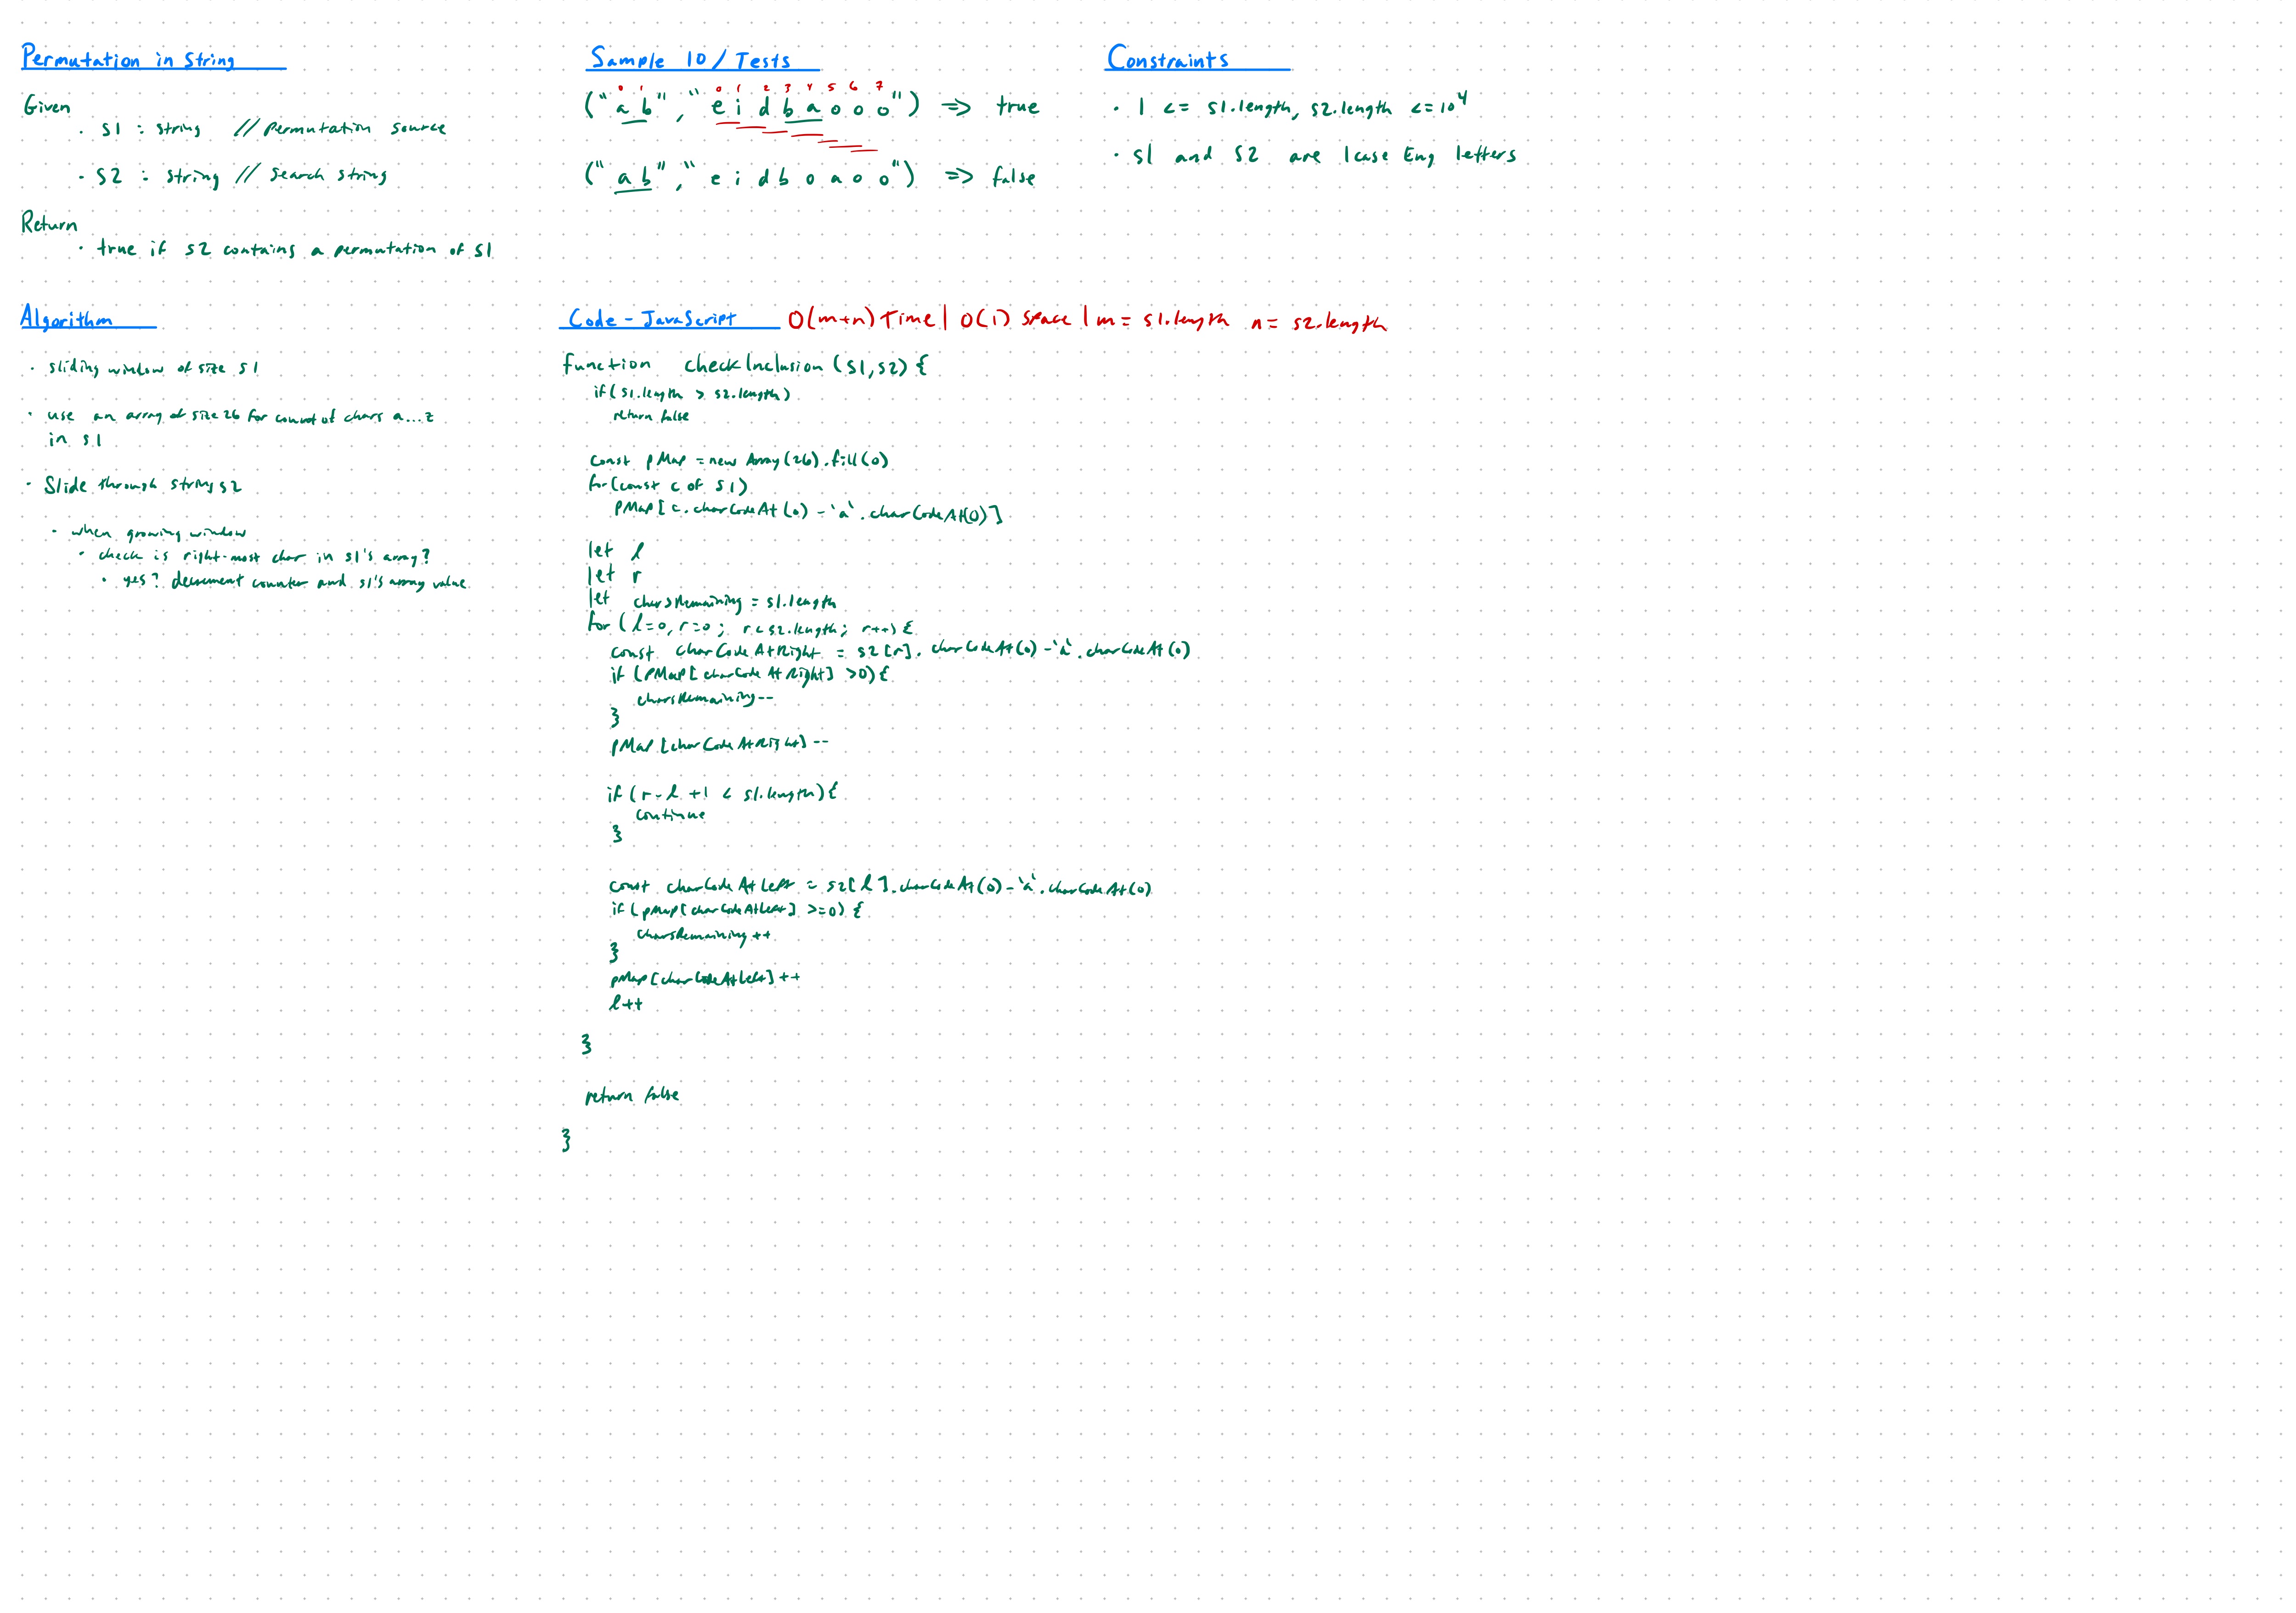 Permutation in String
Given
· S1 : string // permutation source
· S2 : string // search string
Return
· true if S2 contains a permutation of S1
Sample IO / Tests
0 1 0 1 2 3 4 5 6 7
("ab", "eidbaooo") => true
("ab", "eidboaoo") => false
Constraints
· 1 <= s1.length, s2.length <= 10^4
· S1 and S2 are lcase Eng letters
Algorithm
· sliding window of size s1
· use an array of size 26 for count of chars a...z
in s1
· Slide through string s2
· when growing window
· check is right-most char in s1's array?
· yes? decrement counter and s1's array value
Code - JavaScript O(m+n) Time | O(1) space | m = s1.length n = s2.length
function checkInclusion (s1, s2) {
if (s1.length > s2.length)
return false
const pMap = new Array(26).fill(0)
for (const c of s1)
pMap[c.charCodeAt(0) - `a`.charCodeAt(0)]
let l
let r
let charsRemaining = s1.length
for (l=0, r=0; r < s2.length; r++) {
const charCodeAtRight = s2[r].charCodeAt(0) - `a`.charCodeAt(0)
if (pMap[charCodeAtRight] > 0) {
charsRemaining--
}
pMap[charCodeAtRight]--
if (r - l + 1 < s1.length) {
continue
}
const charCodeAtLeft = s2[l].charCodeAt(0) - `a`.charCodeAt(0)
if (pMap[charCodeAtLeft] >= 0) {
charsRemaining++
}
pMap[charCodeAtLeft]++
l++
}
return false
}